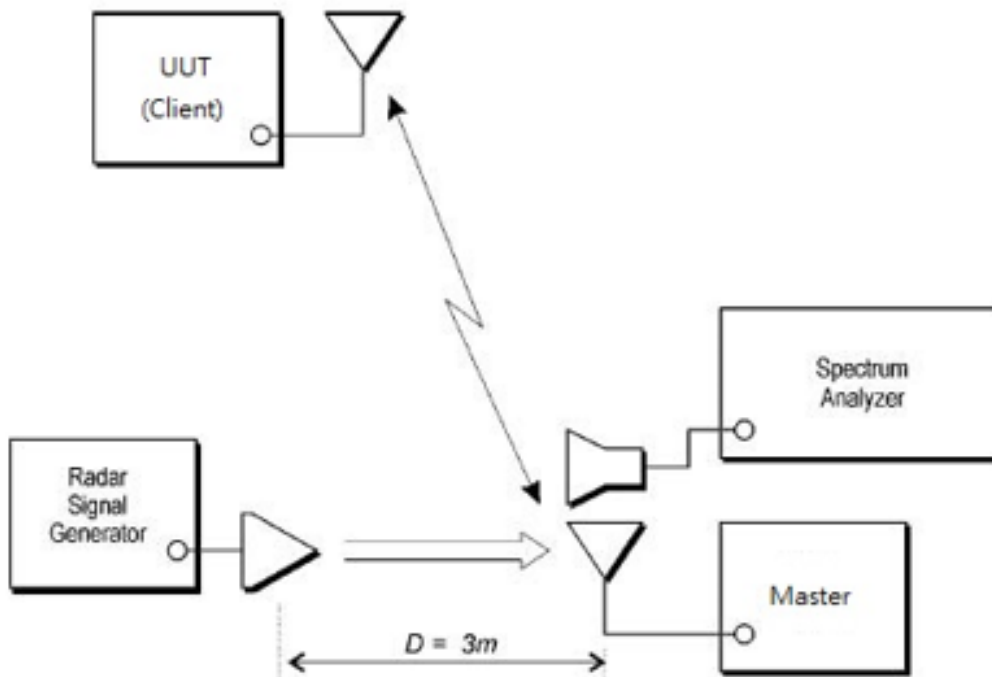 UUT
(Client)
Spectrum
Analyzer
Radar
Signal
Generator
Master
D = 3m